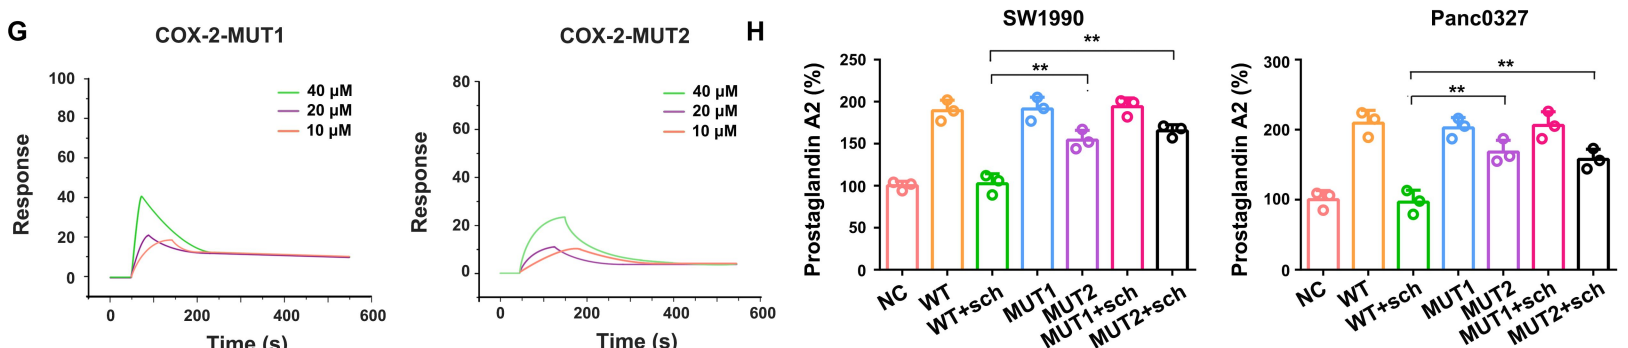 G
COX-2-MUT1
Response
100
80
60
40
20
0
40 µM
20 µM
10 µM
0
200
400
600
Time (s)
COX-2-MUT2
Response
80
60
40
20
0
40 µM
20 µM
10 µM
0
200
400
600
Time (s)
H
SW1990
Prostaglandin A2 (%)
250
200
150
100
50
0
**
**
NC
WT
WT+sch
MUT1
MUT2
MUT1+sch
MUT2+sch
Panc0327
Prostaglandin A2 (%)
300
200
100
0
**
**
NC
WT
WT+sch
MUT1
MUT2
MUT1+sch
MUT2+sch